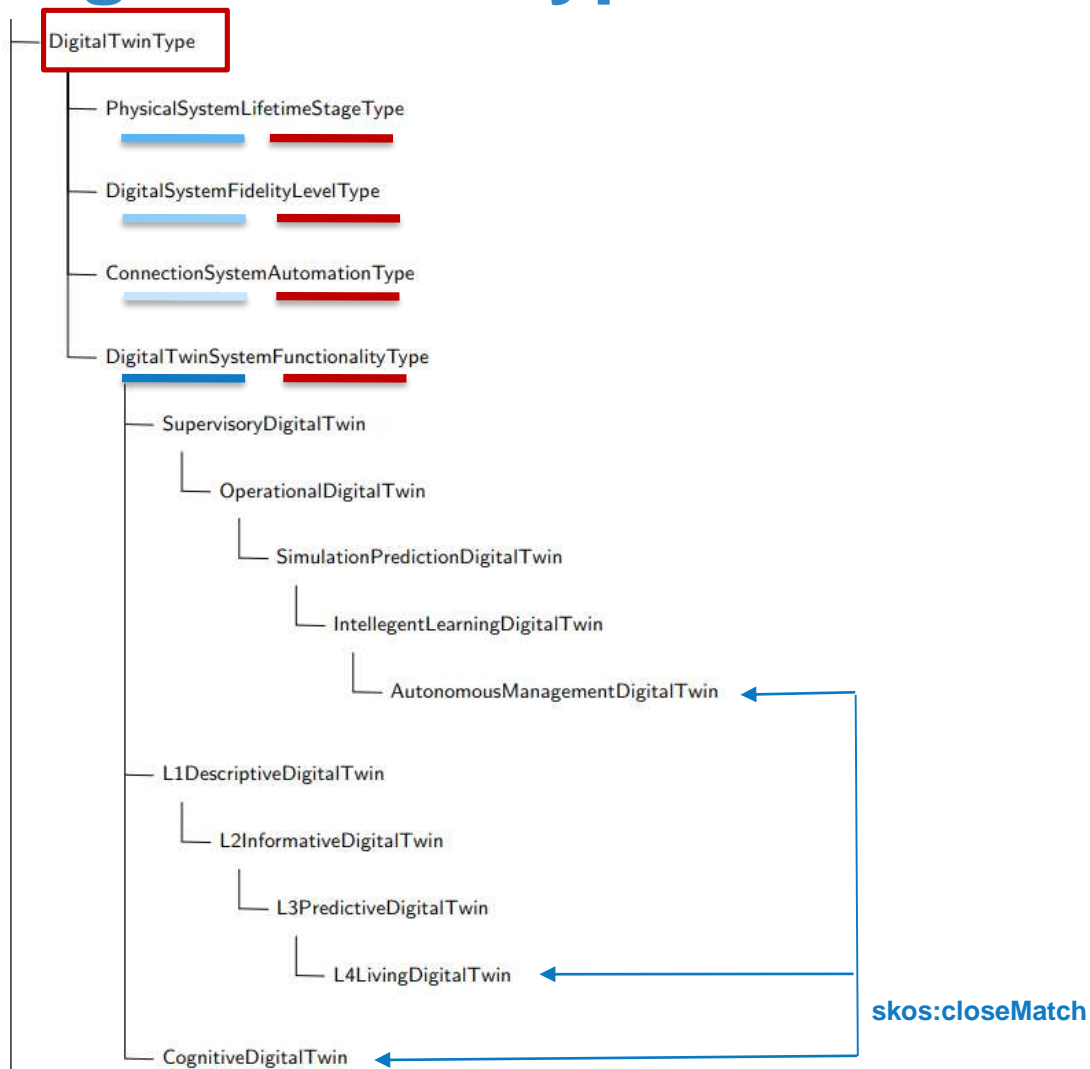 DigitalTwinType
PhysicalSystemLifetimeStageType
DigitalSystemFidelityLevelType
ConnectionSystemAutomationType
DigitalTwinSystemFunctionalityType
SupervisoryDigitalTwin
OperationalDigitalTwin
SimulationPredictionDigitalTwin
IntellegentLearningDigitalTwin
AutonomousManagementDigitalTwin
L1DescriptiveDigitalTwin
L2InformativeDigitalTwin
L3PredictiveDigitalTwin
L4LivingDigitalTwin
skos:closeMatch
CognitiveDigitalTwin